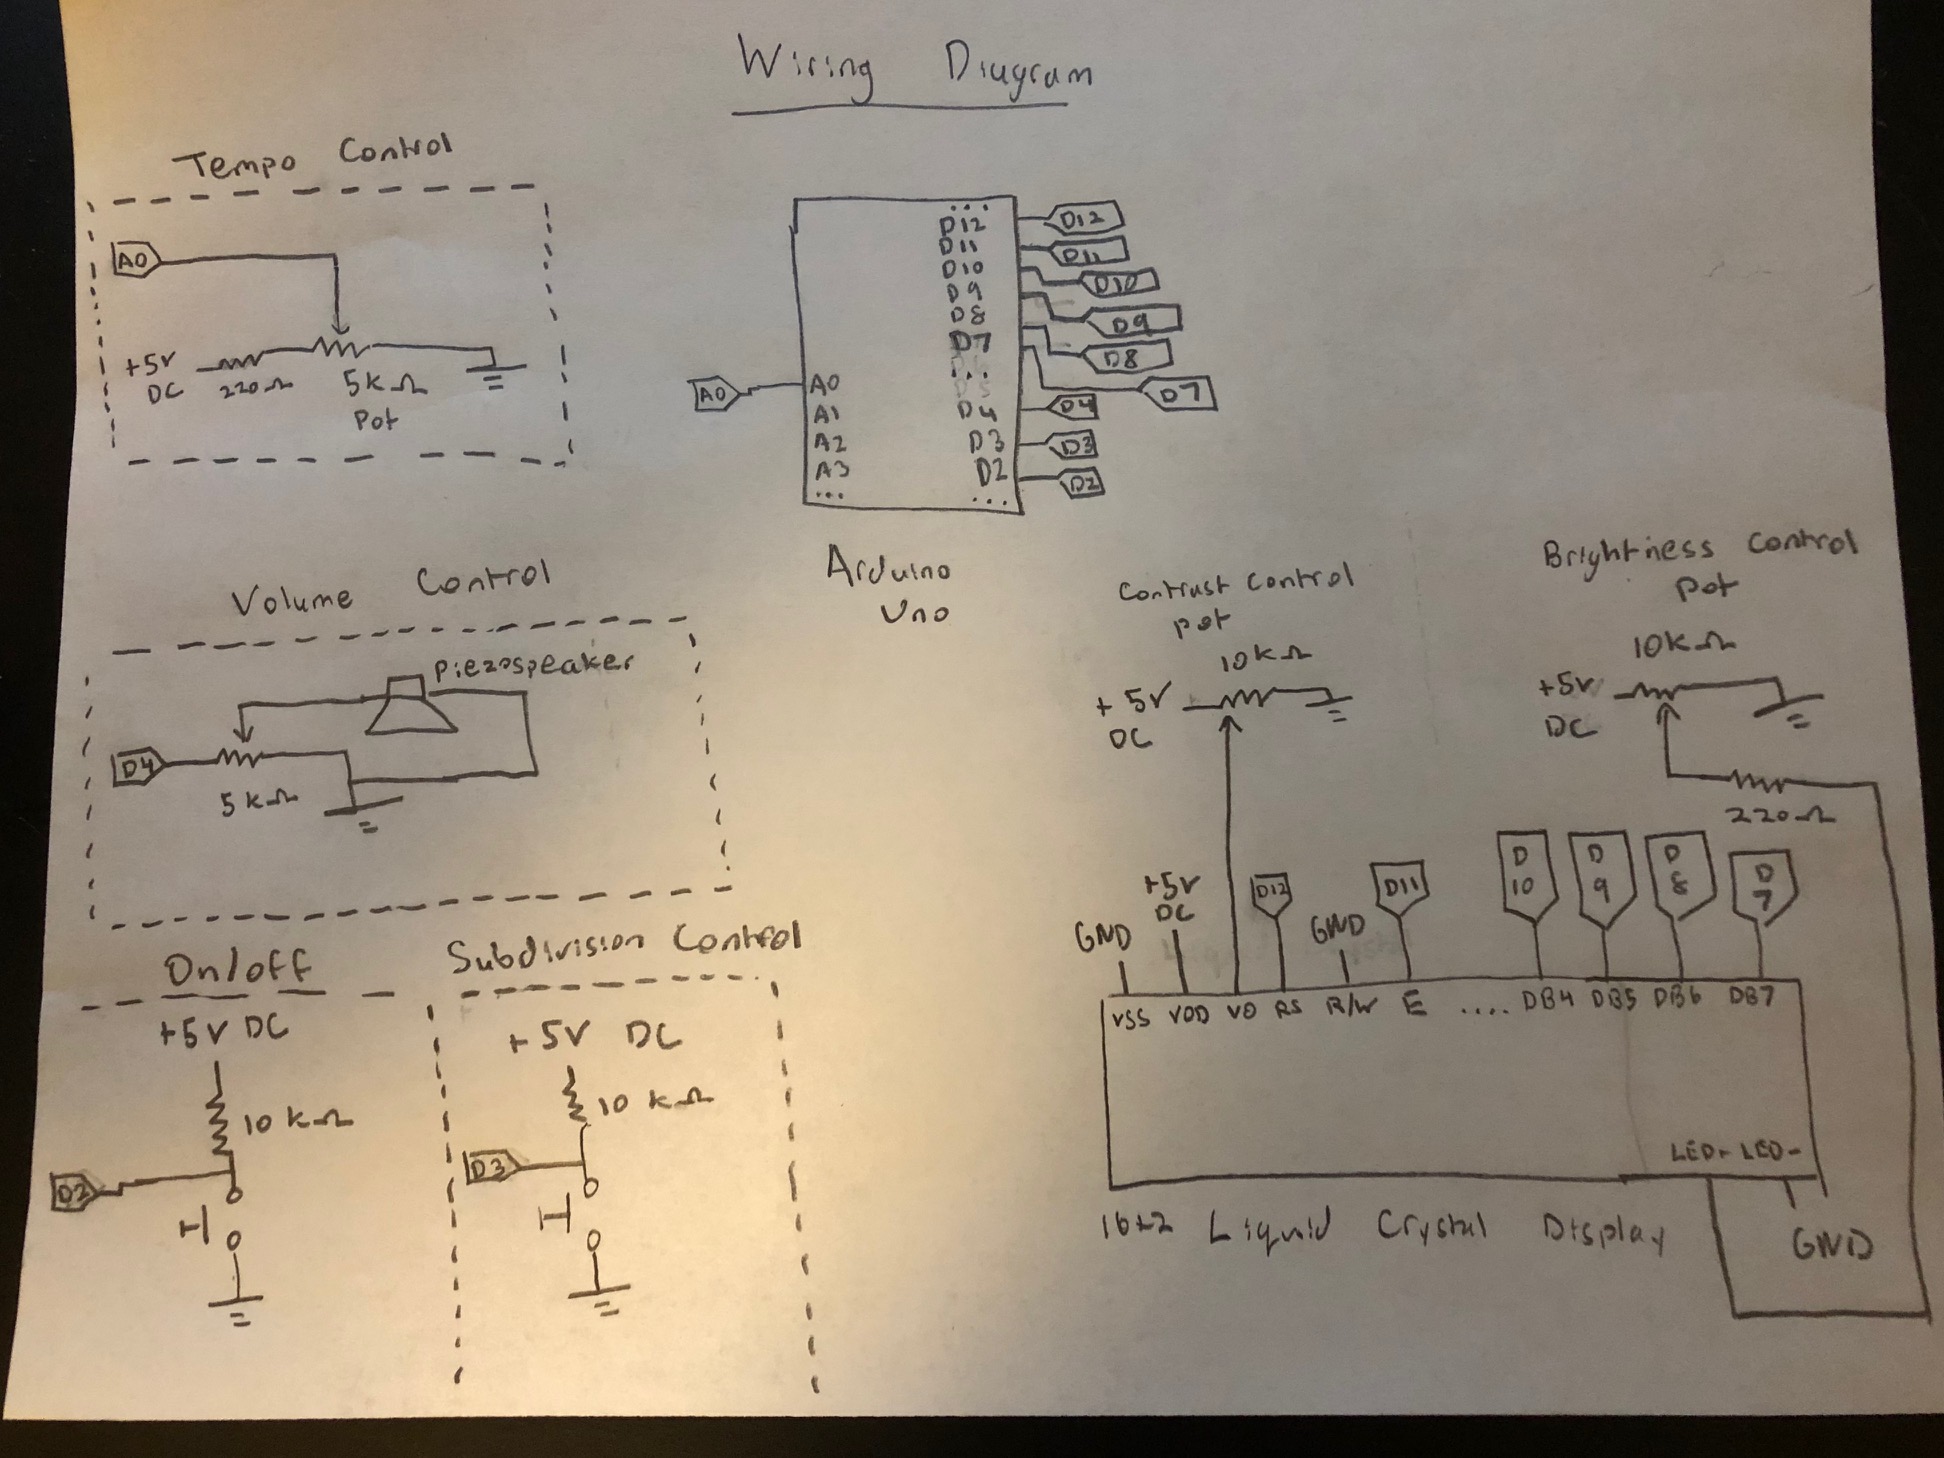 Wiring Diagram
Tempo Control
A0
+5V
DC
220Ω
5kΩ
Pot
...
D12
D11
D10
D9
D8
D7
...
D4
D3
D2
...
A0
A1
A2
A3
...
A0
D12
D11
D10
D9
D8
D7
D4
D3
D2
Arduino
Uno
Volume Control
Piezospeaker
D4
5kΩ
Contrast Control
pot
10kΩ
+5V
DC
Brightness Control
Pot
10kΩ
+5V
DC
220Ω
On/off
+5V DC
10kΩ
D2
Subdivision Control
+5V DC
10kΩ
D3
GND
+5V
DC
D12
GND
D11
D
10
D
9
D
8
D
7
VSS VDD VO RS R/W E .... DB4 DB5 DB6 DB7
LED+ LED-
GND
16x2 Liquid Crystal Display